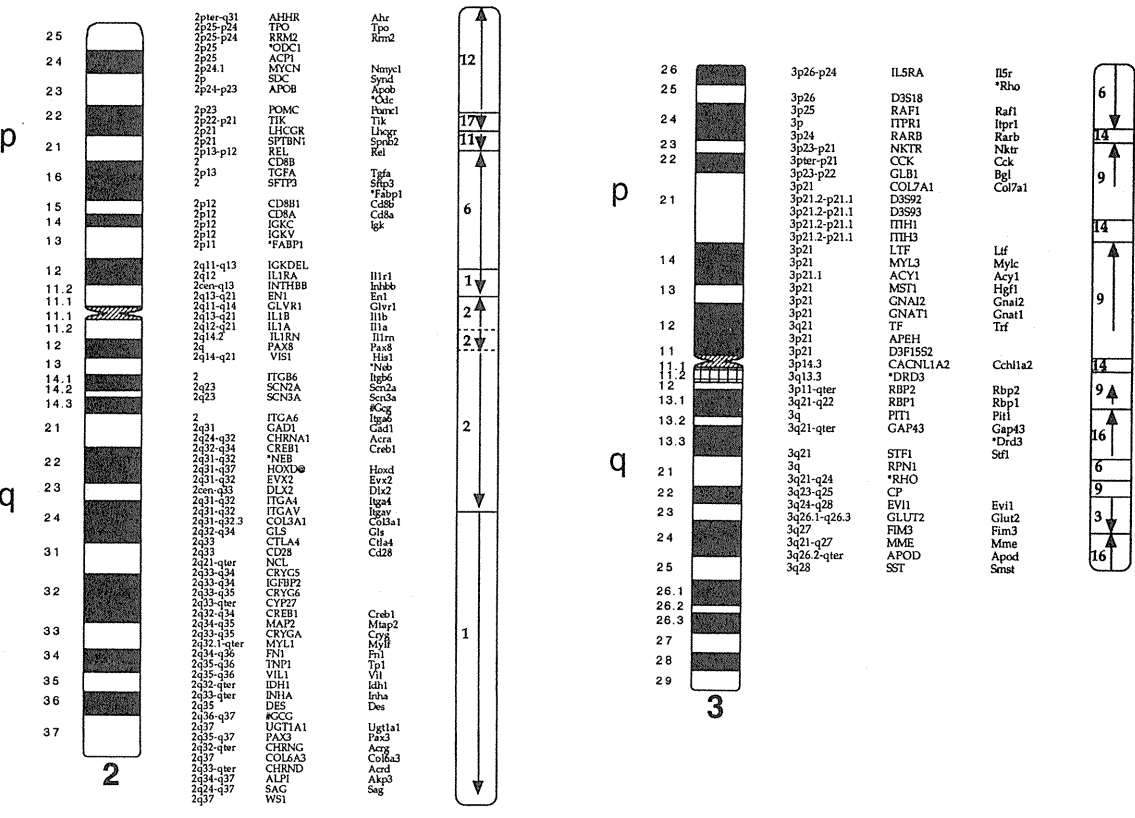 p
q
25
24
23
22
21
16
15
14
13
12
11.2
11.1
11.1
11.2
12
13
14.1
14.2
14.3
21
22
23
24
31
32
33
34
35
36
37
2
2pter-q31 AHHR Ahr
2p25-p24 TPO Tpo
2p25-p24 RRM2 Rrm2
2p25 *ODC1
2p25 ACP1
2p24.1 MYCN Nmyc1
2p SDC Synd
2p24-p23 APOB Apob
*Odc
2p23 POMC Pomc1
2p22-p21 TIK Tik
2p21 LHCGR Lhcgr
2p21 SPTBN1 Spnb2
2p13-p12 REL Rel
2 CD8B
2p13 TGFA Tgfa
2 SFTP3 Sftp3
*Fabp1
2p12 CD8B1 Cd8b
2p12 CD8A Cd8a
2p12 IGKC Igk
2p12 IGKV
2p11 *FABP1
2q11-q13 IGKDEL
2q12 IL1RA Il1r1
2cen-q13 INTHBB Inhbb
2q13-q21 EN1 En1
2q11-q14 GLVR1 Glvr1
2q13-q21 IL1B Il1b
2q12-q21 IL1A Il1a
2q14.2 IL1RN Il1rn
2q PAX8 Pax8
2q14-q21 VIS1 His1
*Neb
2 ITGB6 Itgb6
2q23 SCN2A Scn2a
2q23 SCN3A Scn3a
#Gcg
2 ITGA6 Itga6
2q31 GAD1 Gad1
2q24-q32 CHRNA1 Acra
2q32-q34 CREB1 Creb1
2q31-q32 *NEB
2q31-q37 HOXD@ Hoxd
2q31-q32 EVX2 Evx2
2cen-q33 DLX2 Dlx2
2q31-q32 ITGA4 Itga4
2q31-q32 ITGAV Itgav
2q31-q32.3 COL3A1 Col3a1
2q32-q34 GLS Gls
2q33 CTLA4 Ctla4
2q33 CD28 Cd28
2q21-qter NCL
2q33-q34 CRYG5
2q33-q34 IGFBP2
2q33-q35 CRYG6
2q33-qter CYP27
2q32-q34 CREB1 Creb1
2q34-q35 MAP2 Mtap2
2q33-q35 CRYGA Cryg
2q32.1-qter MYL1 Mylf
2q34-q36 FN1 Fn1
2q35-q36 TNP1 Tp1
2q35-q36 VIL1 Vil
2q32-qter IDH1 Idh1
2q33-qter INHA Inha
2q35 DES Des
2q36-q37 #GCG
2q37 UGT1A1 Ugt1a1
2q35-q37 PAX3 Pax3
2q32-qter CHRNG Acrg
2q37 COL6A3 Col6a3
2q33-qter CHRND Acrd
2q34-q37 ALPI Akp3
2q24-q37 SAG Sag
2q37 WS1
12
17
11
6
1
2
2
2
1
p
q
26
25
24
23
22
21
14
13
12
11
11.1
11.2
12
13.1
13.2
13.3
21
22
23
24
25
26.1
26.2
26.3
27
28
29
3
3p26-p24 IL5RA Il5r
*Rho
3p26 D3S18
3p25 RAF1 Raf1
3p ITPR1 Itpr1
3p24 RARB Rarb
3p23-p21 NKTR Nktr
3pter-p21 CCK Cck
3p23-p22 GLB1 Bgl
3p21 COL7A1 Col7a1
3p21.2-p21.1 D3S92
3p21.2-p21.1 D3S93
3p21.2-p21.1 ITIH1
3p21.2-p21.1 ITIH3
3p21 LTF Ltf
3p21 MYL3 Mylc
3p21.1 ACY1 Acy1
3p21 MST1 Hgf1
3p21 GNAI2 Gnai2
3p21 GNAT1 Gnat1
3q21 TF Trf
3p21 APEH
3p21 D3F15S2
3p14.3 CACNL1A2 Cchl1a2
3q13.3 *DRD3
3p11-qter RBP2 Rbp2
3q21-q22 RBP1 Rbp1
3q PIT1 Pit1
3q21-qter GAP43 Gap43
*Drd3
3q21 STF1 Stf1
3q RPN1
3q21-q24 *RHO
3q23-q25 CP
3q24-q28 EVI1 Evi1
3q26.1-q26.3 GLUT2 Glut2
3q27 FIM3 Fim3
3q21-q27 MME Mme
3q26.2-qter APOD Apod
3q28 SST Smst
6
14
9
14
9
14
9
16
6
9
3
16